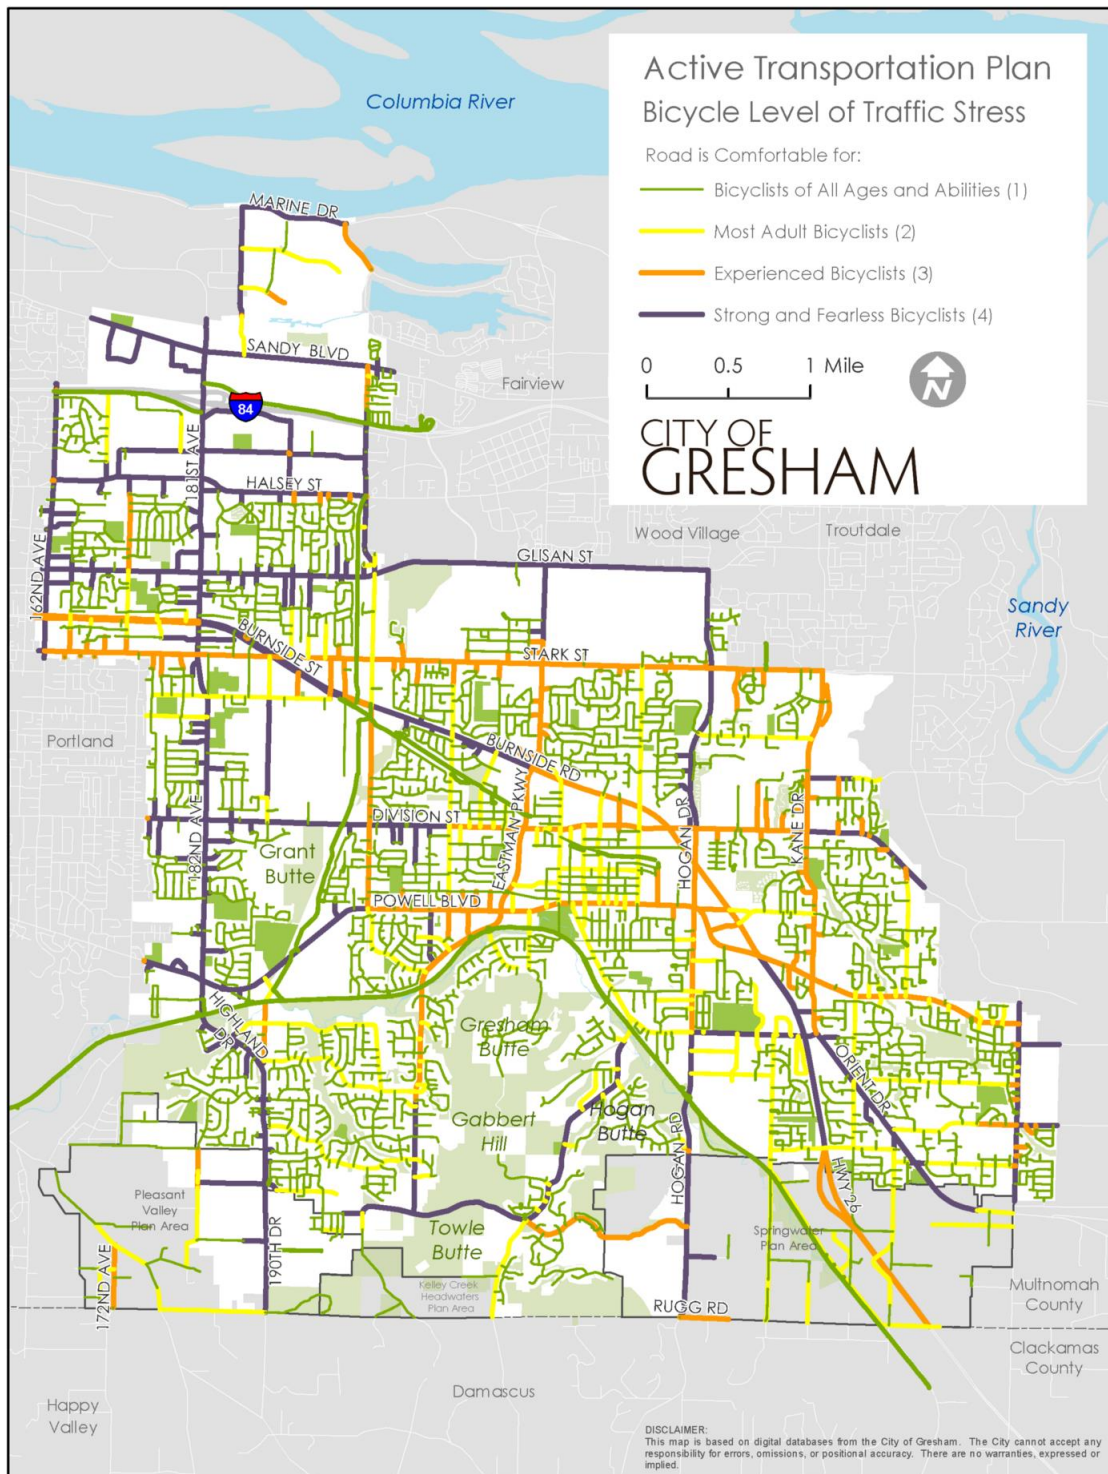 Active Transportation Plan
Bicycle Level of Traffic Stress
Road is Comfortable for:
Bicyclists of All Ages and Abilities (1)
Most Adult Bicyclists (2)
Experienced Bicyclists (3)
Strong and Fearless Bicyclists (4)
0 0.5 1 Mile
N
CITY OF
GRESHAM
Columbia River
MARINE DR
SANDY BLVD
Fairview
84
181ST AVE
HALSEY ST
Wood Village
Troutdale
GLISAN ST
162ND AVE
Sandy
River
BURNSIDE ST
STARK ST
Portland
BURNSIDE RD
EASTMAN PKWY
DIVISION ST
HOGAN DR
KANE DR
182ND AVE
Grant
Butte
POWELL BLVD
HIGHLAND
DR
Gresham
Butte
ORIENT DR
Gabbert
Hill
Hogan
Butte
HOGAN RD
HWY 26
Pleasant
Valley
Plan Area
190TH DR
Towle
Butte
Springwater
Plan Area
172ND AVE
Kelley Creek
Headwaters
Plan Area
RUGG RD
Multnomah
County
Clackamas
County
Damascus
Happy
Valley
DISCLAIMER:
This map is based on digital databases from the City of Gresham. The City cannot accept any
responsibility for errors, omissions, or positional accuracy. There are no warranties, expressed or
implied.